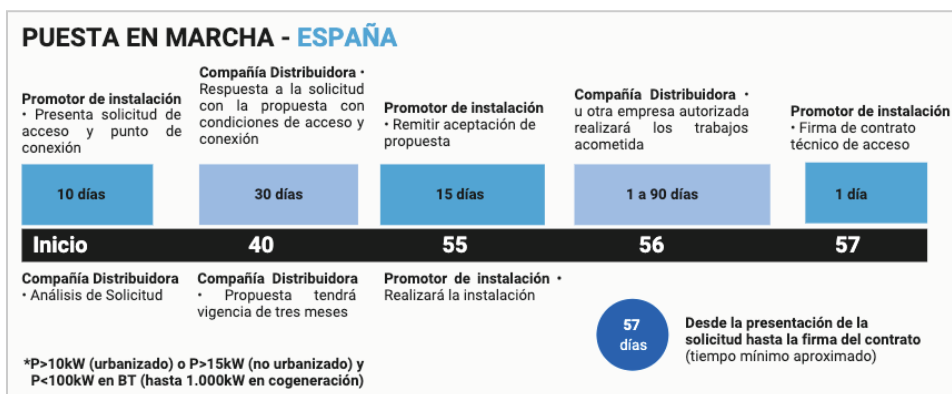 PUESTA EN MARCHA - ESPAÑA
Promotor de instalación
· Presenta solicitud de
acceso y punto de
conexión
Compañía Distribuidora ·
Respuesta a la solicitud
con la propuesta con
condiciones de acceso y
conexión
Promotor de instalación
· Remitir aceptación de
propuesta
Compañía Distribuidora ·
u otra empresa autorizada
realizará los trabajos
acometida
Promotor de instalación
· Firma de contrato
técnico de acceso
10 días
30 días
15 días
1 a 90 días
1 día
Inicio
40
55
56
57
Compañía Distribuidora
· Análisis de Solicitud
Compañía Distribuidora
· Propuesta tendrá
vigencia de tres meses
Promotor de instalación ·
Realizará la instalación
57
días
Desde la presentación de la
solicitud hasta la firma del contrato
(tiempo mínimo aproximado)
*P>10kW (urbanizado) o P>15kW (no urbanizado) y
P<100kW en BT (hasta 1.000kW en cogeneración)